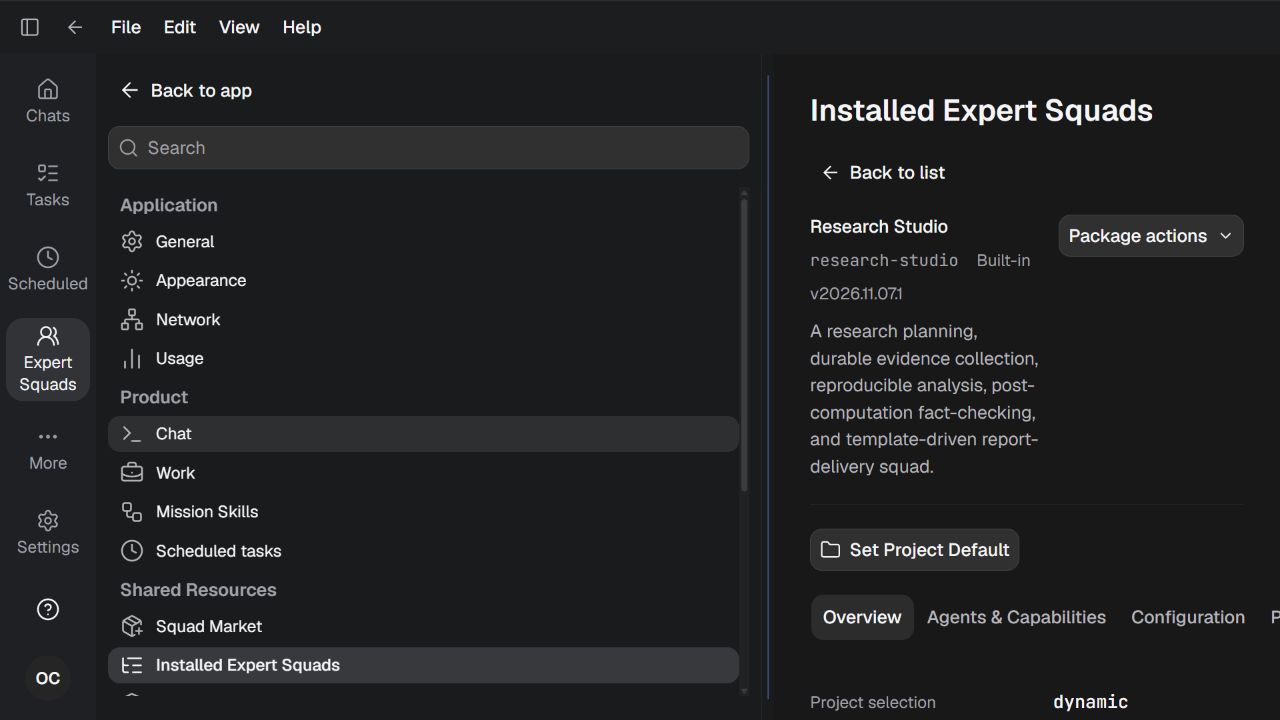 File Edit View Help
Chats
Tasks
Scheduled
Expert
Squads
More
Settings
OC
Back to app
Search
Application
General
Appearance
Network
Usage
Product
Chat
Work
Mission Skills
Scheduled tasks
Shared Resources
Squad Market
Installed Expert Squads
Installed Expert Squads
Back to list
Research Studio
Package actions
research-studio Built-in
v2026.11.07.1
A research planning,
durable evidence collection,
reproducible analysis, post-
computation fact-checking,
and template-driven report-
delivery squad.
Set Project Default
Overview Agents & Capabilities Configuration
Project selection dynamic